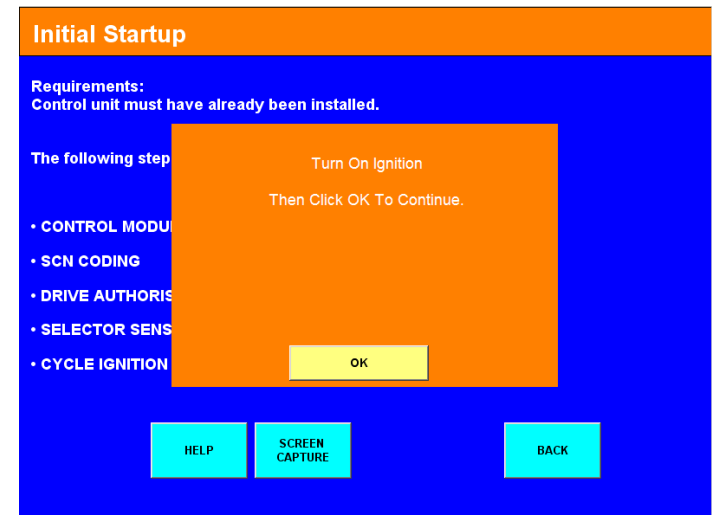 Initial Startup
Requirements:
Control unit must have already been installed.
The following step
Turn On Ignition
Then Click OK To Continue.
• CONTROL MODU
• SCN CODING
• DRIVE AUTHORIS
• SELECTOR SENS
• CYCLE IGNITION
OK
HELP
SCREEN
CAPTURE
BACK